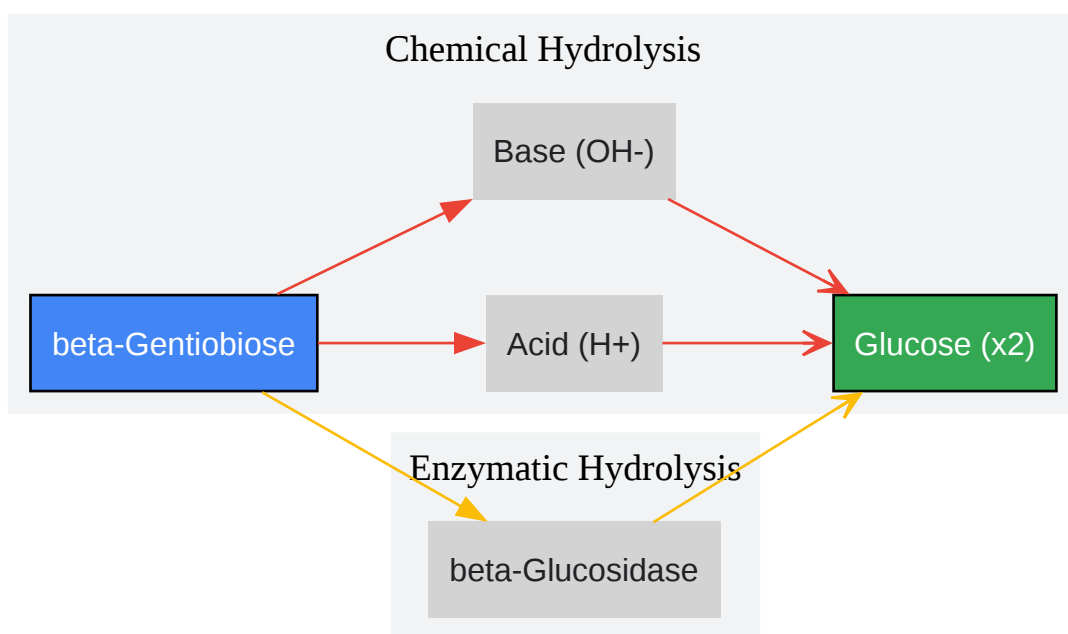 Chemical Hydrolysis
Base (OH-)
beta-Gentiobiose
Acid (H+)
Glucose (x2)
Enzymatic Hydrolysis
beta-Glucosidase